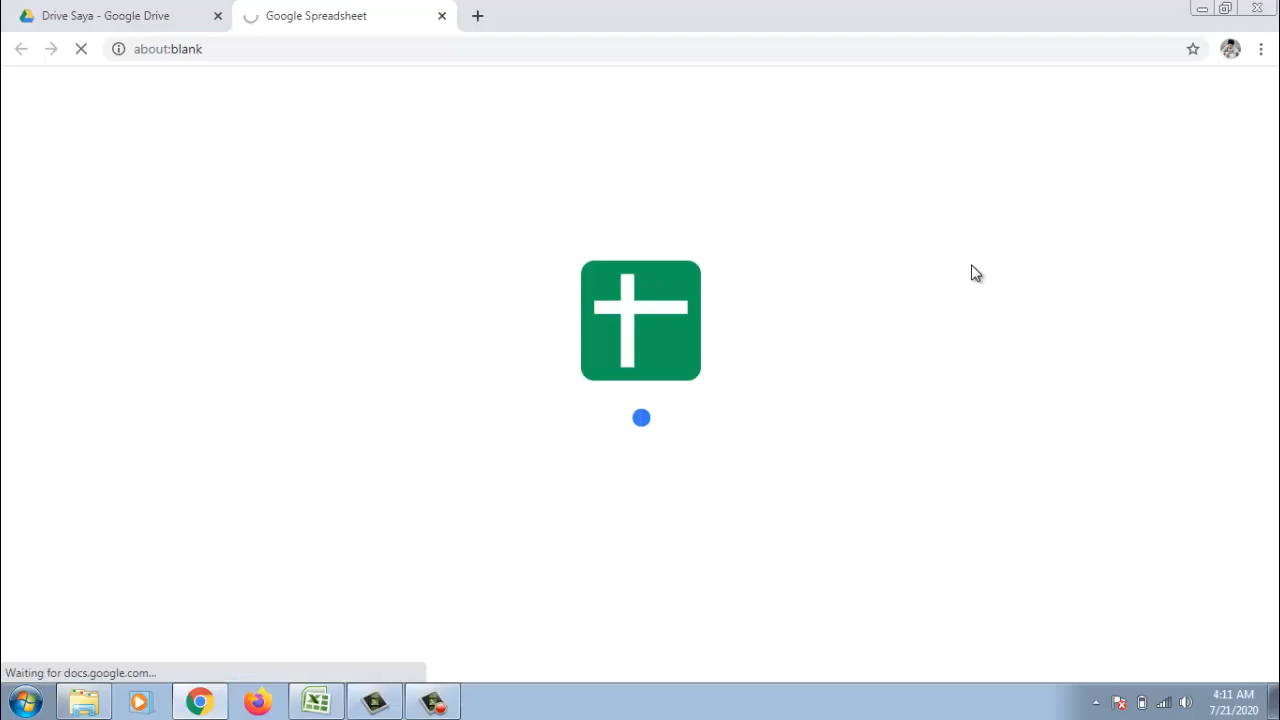 Drive Saya - Google Drive
Google Spreadsheet
about:blank
Waiting for docs.google.com...
4:11 AM
7/21/2020